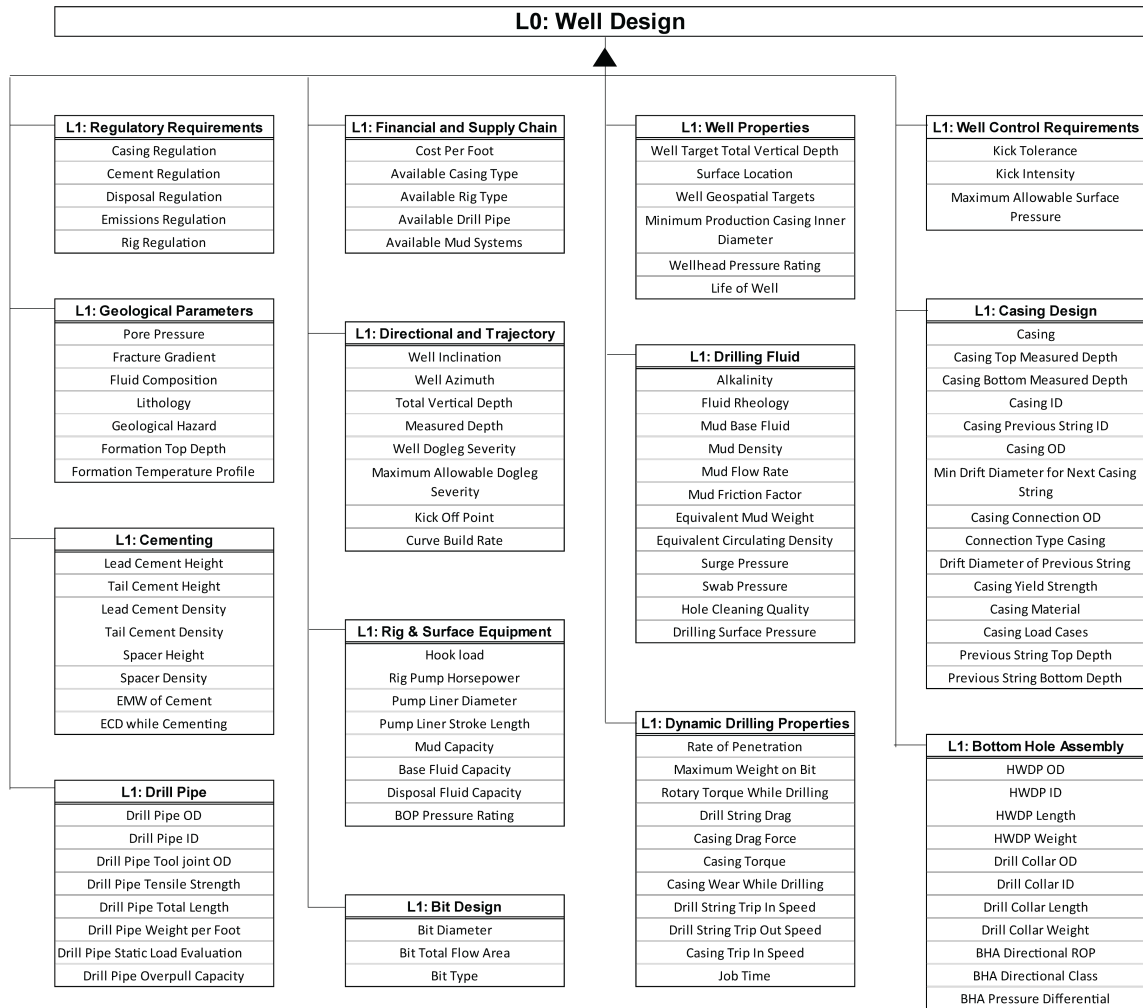 L0: Well Design
L1: Regulatory Requirements
Casing Regulation
Cement Regulation
Disposal Regulation
Emissions Regulation
Rig Regulation
L1: Geological Parameters
Pore Pressure
Fracture Gradient
Fluid Composition
Lithology
Geological Hazard
Formation Top Depth
Formation Temperature Profile
L1: Cementing
Lead Cement Height
Tail Cement Height
Lead Cement Density
Tail Cement Density
Spacer Height
Spacer Density
EMW of Cement
ECD while Cementing
L1: Drill Pipe
Drill Pipe OD
Drill Pipe ID
Drill Pipe Tool joint OD
Drill Pipe Tensile Strength
Drill Pipe Total Length
Drill Pipe Weight per Foot
Drill Pipe Static Load Evaluation
Drill Pipe Overpull Capacity
L1: Financial and Supply Chain
Cost Per Foot
Available Casing Type
Available Rig Type
Available Drill Pipe
Available Mud Systems
L1: Directional and Trajectory
Well Inclination
Well Azimuth
Total Vertical Depth
Measured Depth
Well Dogleg Severity
Maximum Allowable Dogleg
Severity
Kick Off Point
Curve Build Rate
L1: Rig & Surface Equipment
Hook load
Rig Pump Horsepower
Pump Liner Diameter
Pump Liner Stroke Length
Mud Capacity
Base Fluid Capacity
Disposal Fluid Capacity
BOP Pressure Rating
L1: Bit Design
Bit Diameter
Bit Total Flow Area
Bit Type
L1: Well Properties
Well Target Total Vertical Depth
Surface Location
Well Geospatial Targets
Minimum Production Casing Inner
Diameter
Wellhead Pressure Rating
Life of Well
L1: Drilling Fluid
Alkalinity
Fluid Rheology
Mud Base Fluid
Mud Density
Mud Flow Rate
Mud Friction Factor
Equivalent Mud Weight
Equivalent Circulating Density
Surge Pressure
Swab Pressure
Hole Cleaning Quality
Drilling Surface Pressure
L1: Dynamic Drilling Properties
Rate of Penetration
Maximum Weight on Bit
Rotary Torque While Drilling
Drill String Drag
Casing Drag Force
Casing Torque
Casing Wear While Drilling
Drill String Trip In Speed
Drill String Trip Out Speed
Casing Trip In Speed
Job Time
L1: Well Control Requirements
Kick Tolerance
Kick Intensity
Maximum Allowable Surface
Pressure
L1: Casing Design
Casing
Casing Top Measured Depth
Casing Bottom Measured Depth
Casing ID
Casing Previous String ID
Casing OD
Min Drift Diameter for Next Casing
String
Casing Connection OD
Connection Type Casing
Drift Diameter of Previous String
Casing Yield Strength
Casing Material
Casing Load Cases
Previous String Top Depth
Previous String Bottom Depth
L1: Bottom Hole Assembly
HWDP OD
HWDP ID
HWDP Length
HWDP Weight
Drill Collar OD
Drill Collar ID
Drill Collar Length
Drill Collar Weight
BHA Directional ROP
BHA Directional Class
BHA Pressure Differential